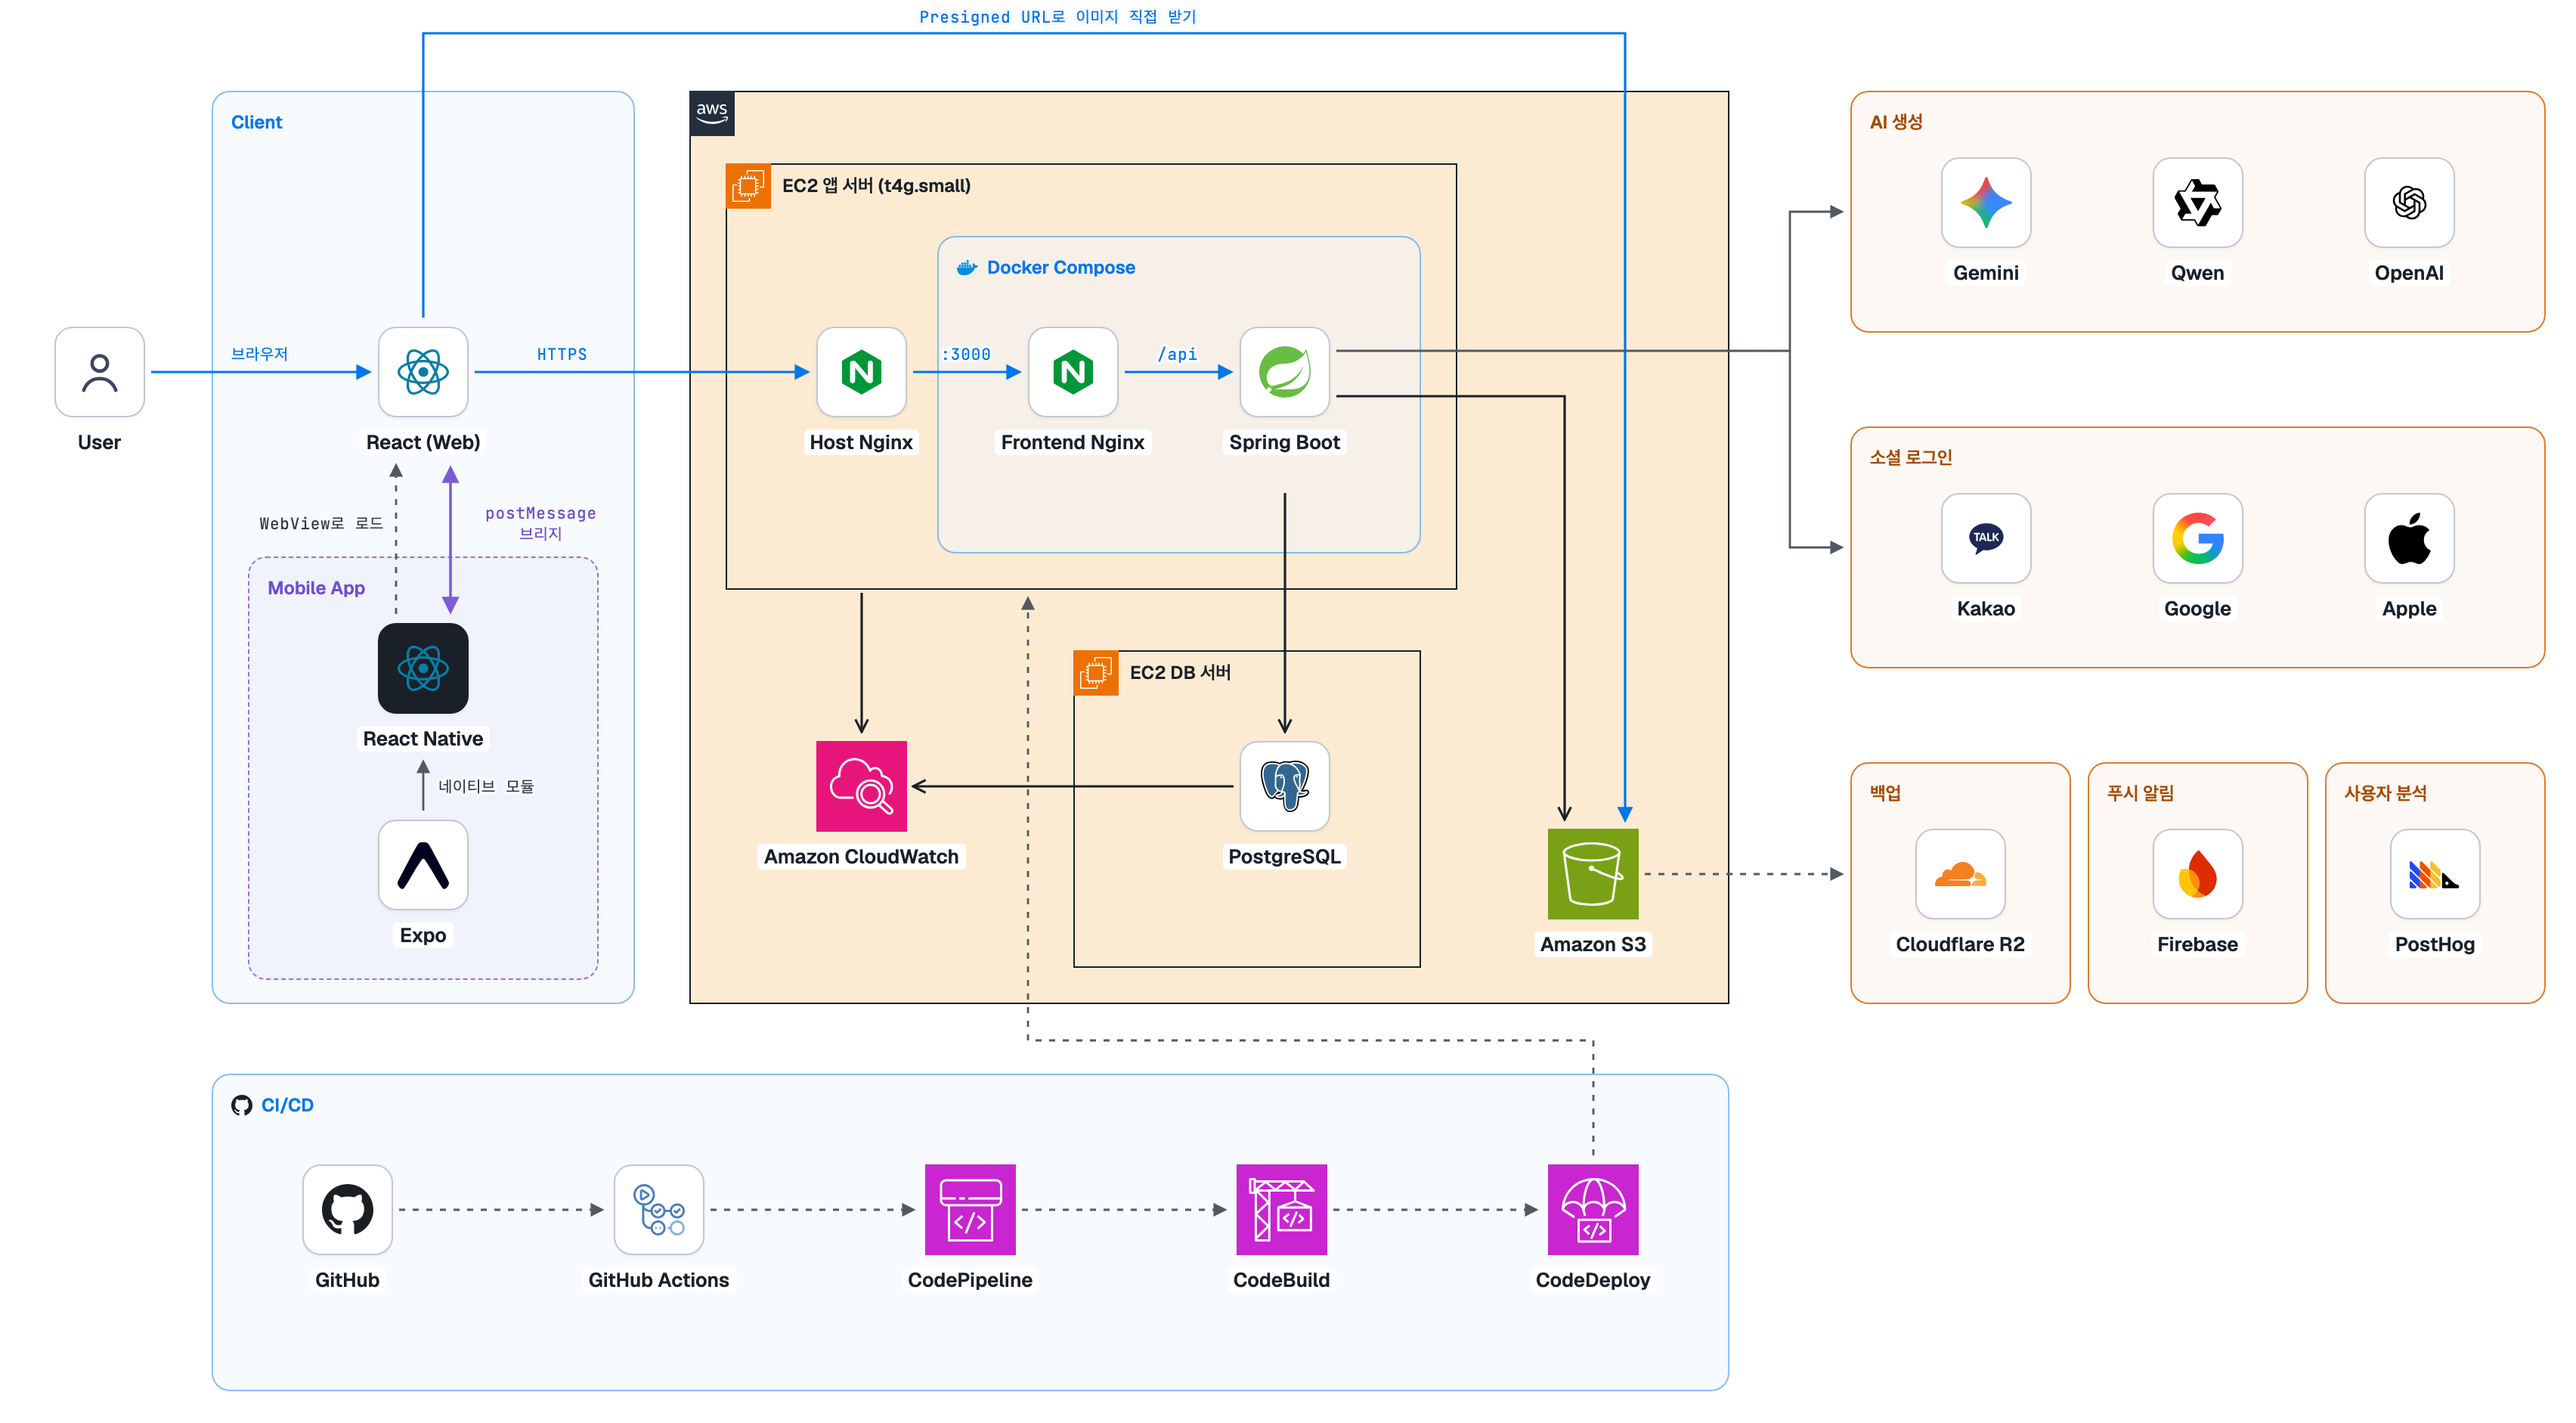 Presigned URL로 이미지 직접 받기
Client
브라우저
HTTPS
User
React (Web)
WebView로 로드
postMessage
브리지
Mobile App
React Native
네이티브 모듈
Expo
aws
EC2 앱 서버 (t4g.small)
Docker Compose
:3000
/api
Host Nginx
Frontend Nginx
Spring Boot
EC2 DB 서버
Amazon CloudWatch
PostgreSQL
Amazon S3
AI 생성
Gemini
Qwen
OpenAI
소셜 로그인
TALK
Kakao
Google
Apple
백업
Cloudflare R2
푸시 알림
Firebase
사용자 분석
PostHog
CI/CD
GitHub
GitHub Actions
CodePipeline
CodeBuild
CodeDeploy